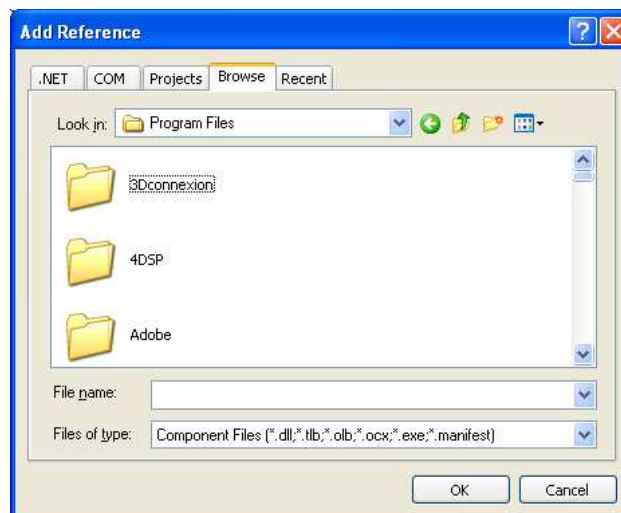 Add Reference
.NET COM Projects Browse Recent
Look in: Program Files
3Dconnexion
4DSP
Adobe
File name:
Files of type: Component Files (*.dll;*.tlb;*.olb;*.ocx;*.exe;*.manifest)
OK Cancel